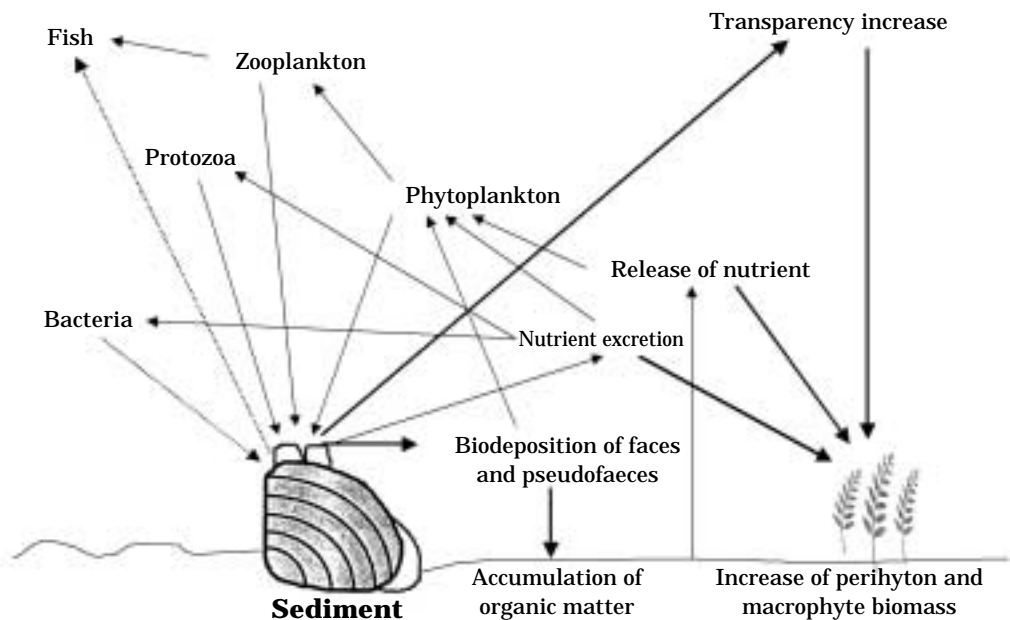 Transparency increase
Fish
Zooplankton
Protozoa
Phytoplankton
Release of nutrient
Bacteria
Nutrient excretion
Biodeposition of faces
and pseudofaeces
Accumulation of
organic matter
Increase of perihyton and
macrophyte biomass
Sediment